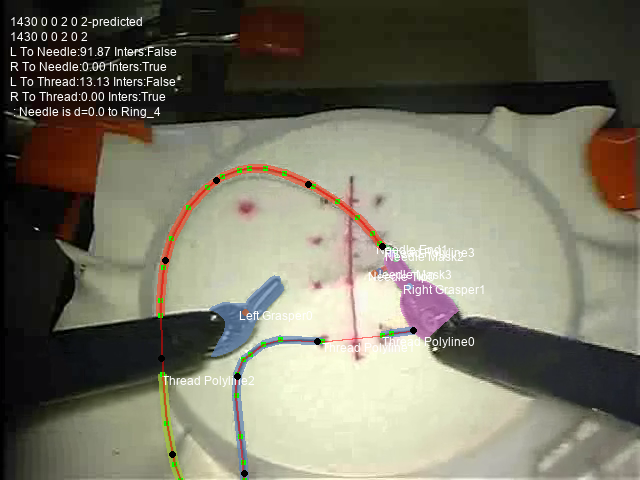 1430 0 0 2 0 2-predicted
1430 0 0 2 0 2
L To Needle:91.87 Inters:False
R To Needle:0.00 Inters:True
L To Thread:13.13 Inters:False
R To Thread:0.00 Inters:True
: Needle is d=0.0 to Ring_4
Needle End1
Needle Mask2
Needle Mask3
Right Grasper1
Left Grasper0
Thread Polyline0
Thread Polyline2